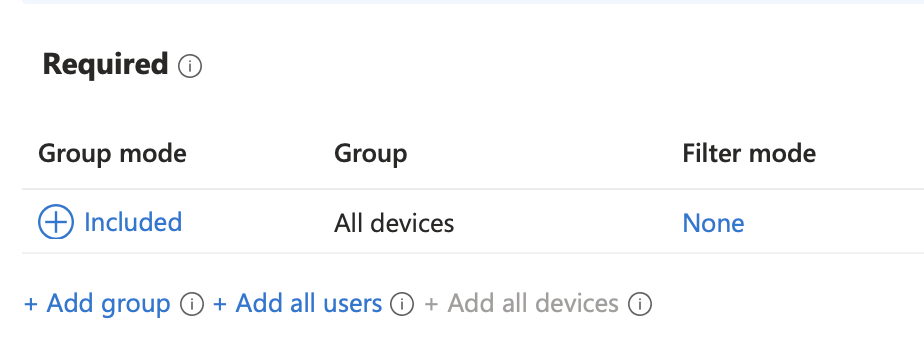 Required
Group mode Group Filter mode
Included All devices None
+ Add group + Add all users + Add all devices